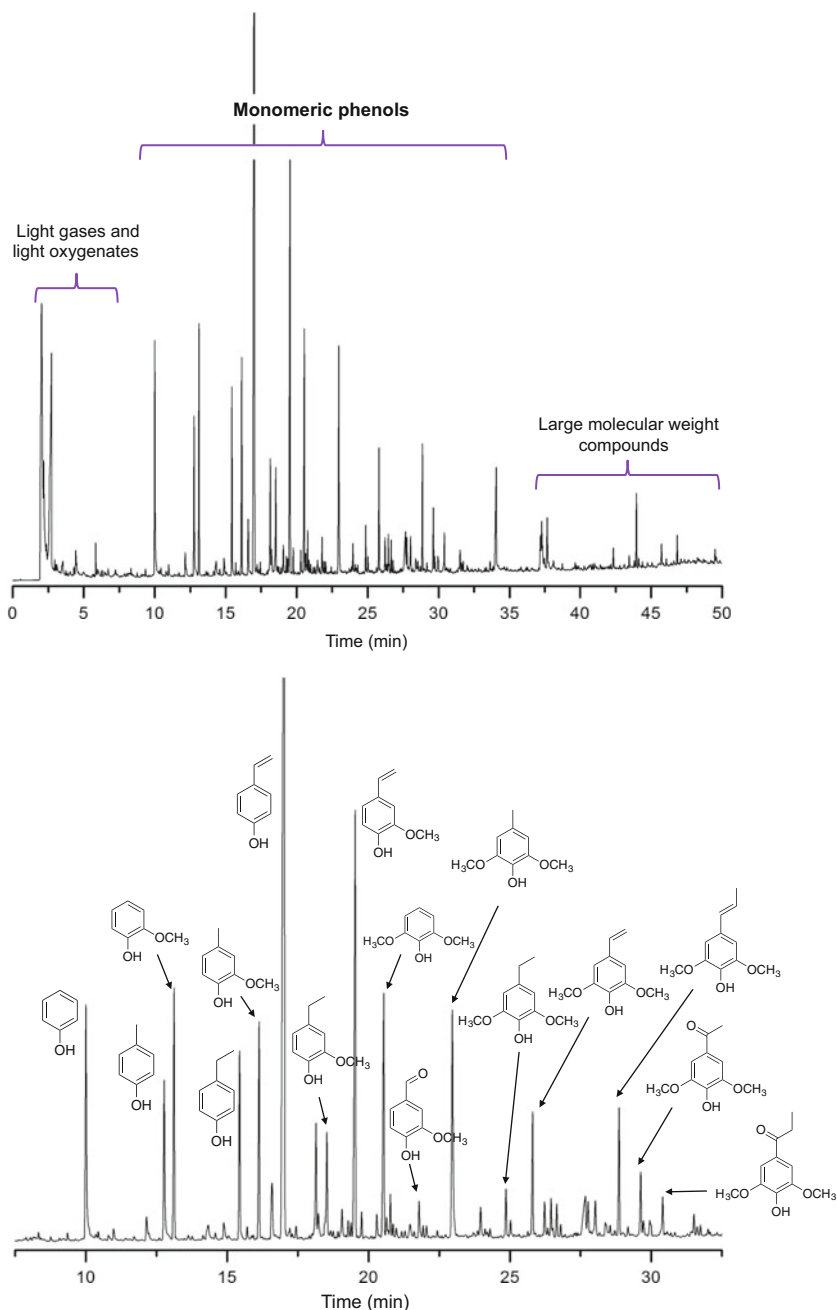 Monomeric phenols
Light gases and
light oxygenates
Large molecular weight
compounds
0 5 10 15 20 25 30 35 40 45 50
Time (min)
OH
OCH₃
OH
OCH₃
OH
H₃CO OCH₃
OH
OCH₃
OH
OCH₃
OH
H₃CO OCH₃
OH
H₃CO OCH₃
OH
H₃CO OCH₃
OH
H₃CO OCH₃
OH
OH
OH
OH
OCH₃
OH
O
OCH₃
OH
O
H₃CO OCH₃
OH
O
H₃CO OCH₃
OH
10 15 20 25 30
Time (min)